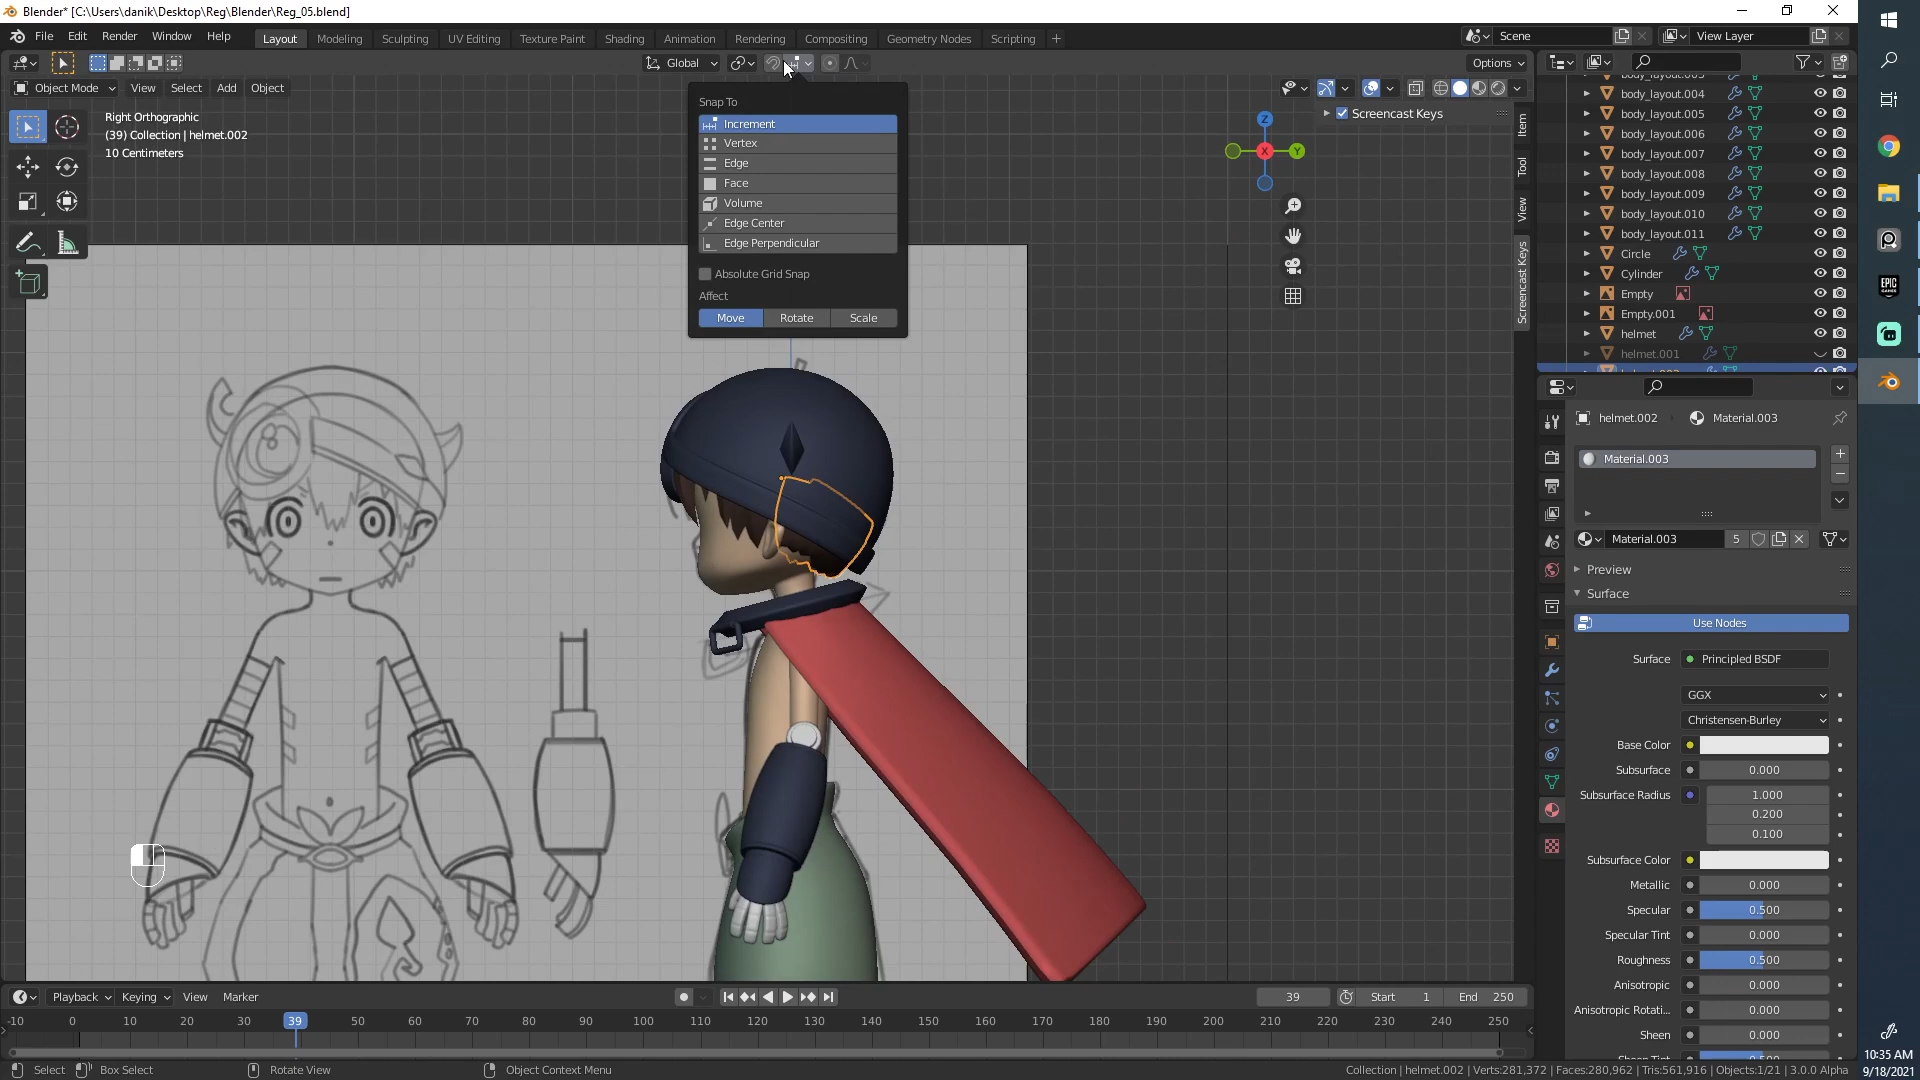 Blender* [C:\Users\danik\Desktop\Reg\Blender\Reg_05.blend]
File Edit Render Window Help
Layout Modeling Sculpting UV Editing Texture Paint Shading Animation Rendering Compositing Geometry Nodes Scripting +
Scene
View Layer
Global
Options
Object Mode View Select Add Object
Right Orthographic
(39) Collection | helmet.002
10 Centimeters
Snap To
Increment
Vertex
Edge
Face
Volume
Edge Center
Edge Perpendicular
Absolute Grid Snap
Affect
Move Rotate Scale
Screencast Keys
Z
X
Y
Item
Tool
View
Screencast Keys
body_layout.004
body_layout.005
body_layout.006
body_layout.007
body_layout.008
body_layout.009
body_layout.010
body_layout.011
Circle
Cylinder
Empty
Empty.001
helmet
helmet.001
helmet.002 Material.003
Material.003
Material.003 5
Preview
Surface
Use Nodes
Surface Principled BSDF
GGX
Christensen-Burley
Base Color
Subsurface 0.000
Subsurface Radius 1.000
0.200
0.100
Subsurface Color
Metallic 0.000
Specular 0.500
Specular Tint 0.000
Roughness 0.500
Anisotropic 0.000
Anisotropic Rotati... 0.000
Sheen 0.000
Sheen Tint 0.500
EPIC
GAMES
Playback Keying View Marker
39 Start 1 End 250
-10 0 10 20 30 39 50 60 70 80 90 100 110 120 130 140 150 160 170 180 190 200 210 220 230 240 250
Select Box Select Rotate View Object Context Menu
Collection | helmet.002 | Verts:281,372 | Faces:280,962 | Tris:561,916 | Objects:1/21 | 3.0.0 Alpha
10:35 AM
9/18/2021